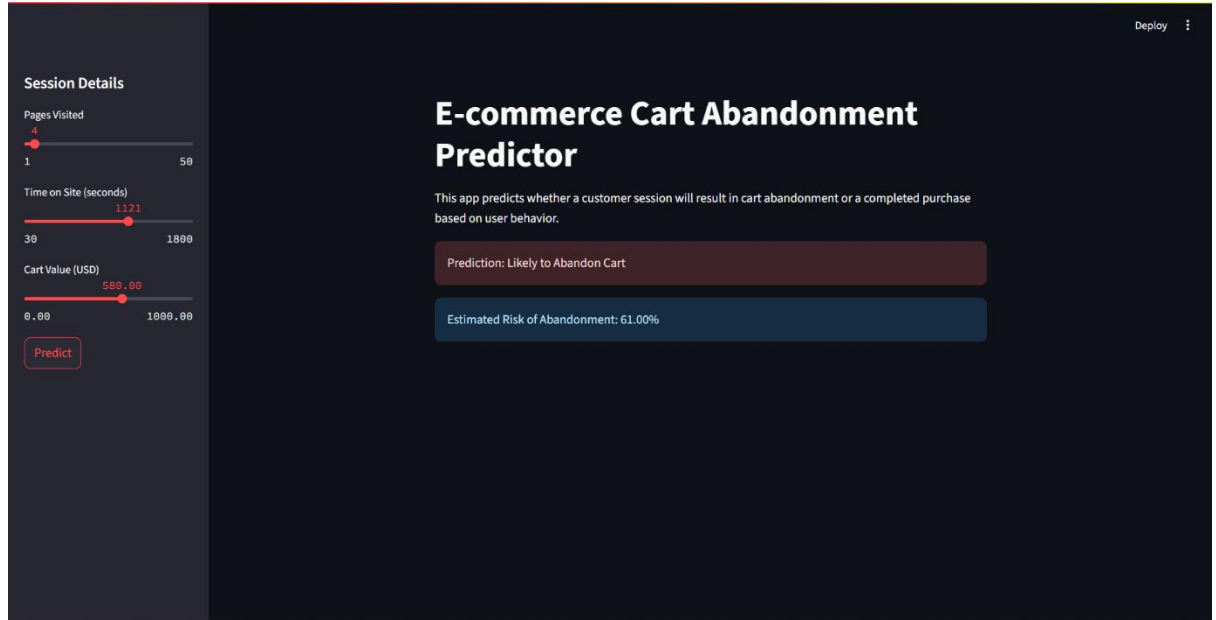 Deploy
Session Details
Pages Visited
4
1 50
Time on Site (seconds)
1121
30 1800
Cart Value (USD)
580.00
0.00 1000.00
Predict
E-commerce Cart Abandonment
Predictor
This app predicts whether a customer session will result in cart abandonment or a completed purchase
based on user behavior.
Prediction: Likely to Abandon Cart
Estimated Risk of Abandonment: 61.00%